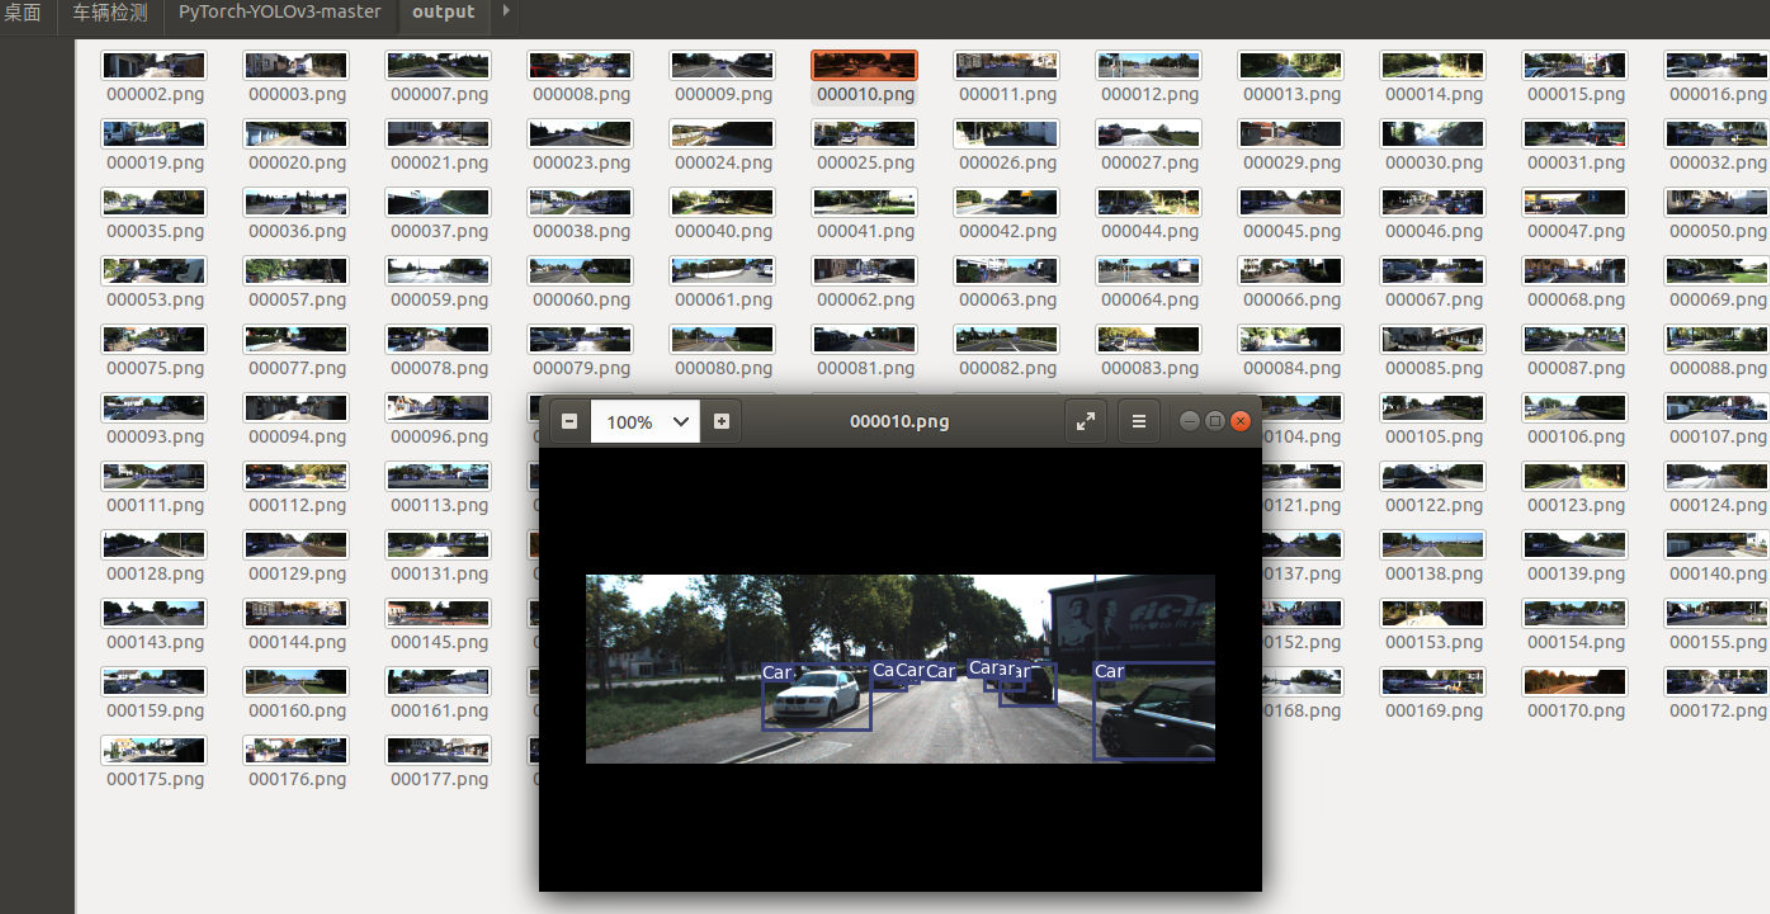 桌面 车辆检测 PyTorch-YOLOv3-master output
000002.png 000003.png 000007.png 000008.png 000009.png 000010.png 000011.png 000012.png 000013.png 000014.png 000015.png 000016.png
000019.png 000020.png 000021.png 000023.png 000024.png 000025.png 000026.png 000027.png 000029.png 000030.png 000031.png 000032.png
000035.png 000036.png 000037.png 000038.png 000040.png 000041.png 000042.png 000044.png 000045.png 000046.png 000047.png 000050.png
000053.png 000057.png 000059.png 000060.png 000061.png 000062.png 000063.png 000064.png 000066.png 000067.png 000068.png 000069.png
000075.png 000077.png 000078.png 000079.png 000080.png 000081.png 000082.png 000083.png 000084.png 000085.png 000087.png 000088.png
000093.png 000094.png 000096.png 0104.png 000105.png 000106.png 000107.png
000111.png 000112.png 000113.png 0121.png 000122.png 000123.png 000124.png
000128.png 000129.png 000131.png 0137.png 000138.png 000139.png 000140.png
000143.png 000144.png 000145.png 0152.png 000153.png 000154.png 000155.png
000159.png 000160.png 000161.png 0168.png 000169.png 000170.png 000172.png
000175.png 000176.png 000177.png
100% 000010.png
fit-in
Car Ca Car Car Car ar ar Car